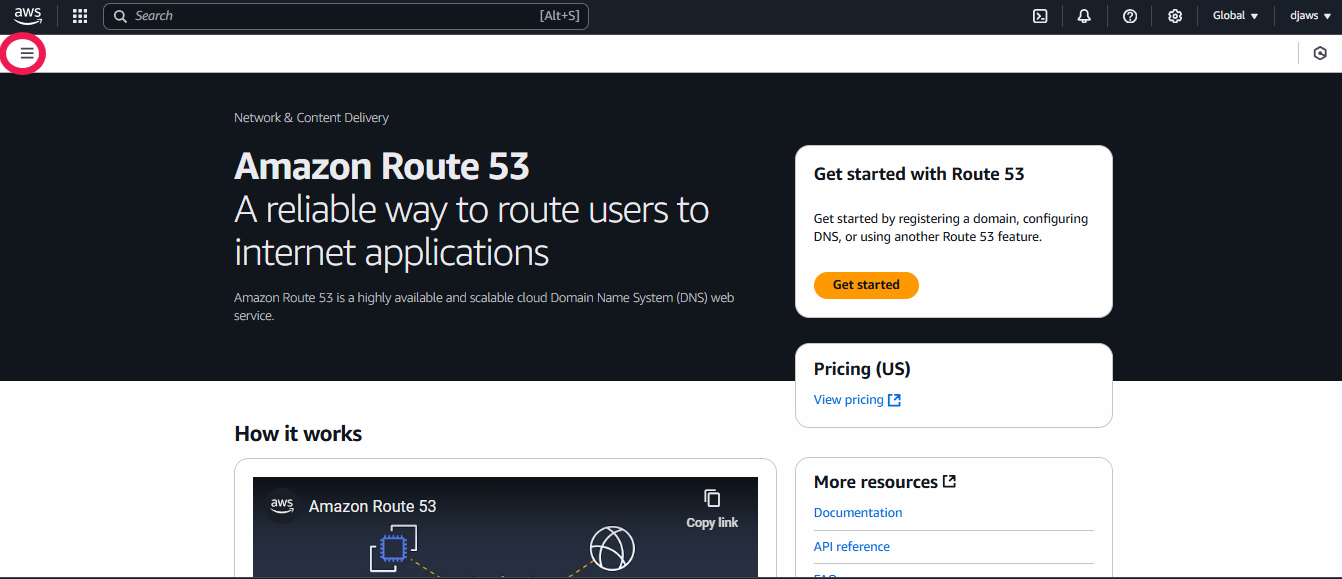 aws
Search
[Alt+S]
Global
djaws
Network & Content Delivery
Amazon Route 53
A reliable way to route users to
internet applications
Amazon Route 53 is a highly available and scalable cloud Domain Name System (DNS) web
service.
Get started with Route 53
Get started by registering a domain, configuring
DNS, or using another Route 53 feature.
Get started
Pricing (US)
View pricing
How it works
aws
Amazon Route 53
Copy link
More resources
Documentation
API reference